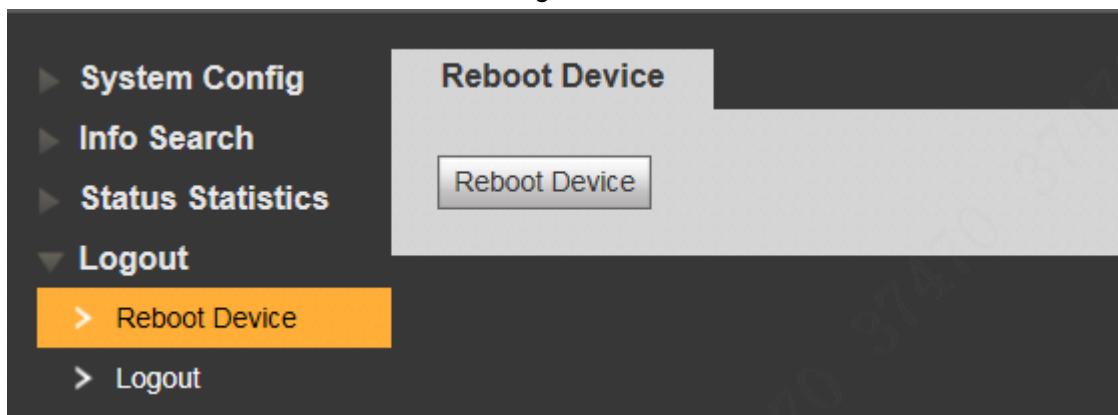 System Config
Info Search
Status Statistics
Logout
Reboot Device
Logout
Reboot Device
Reboot Device